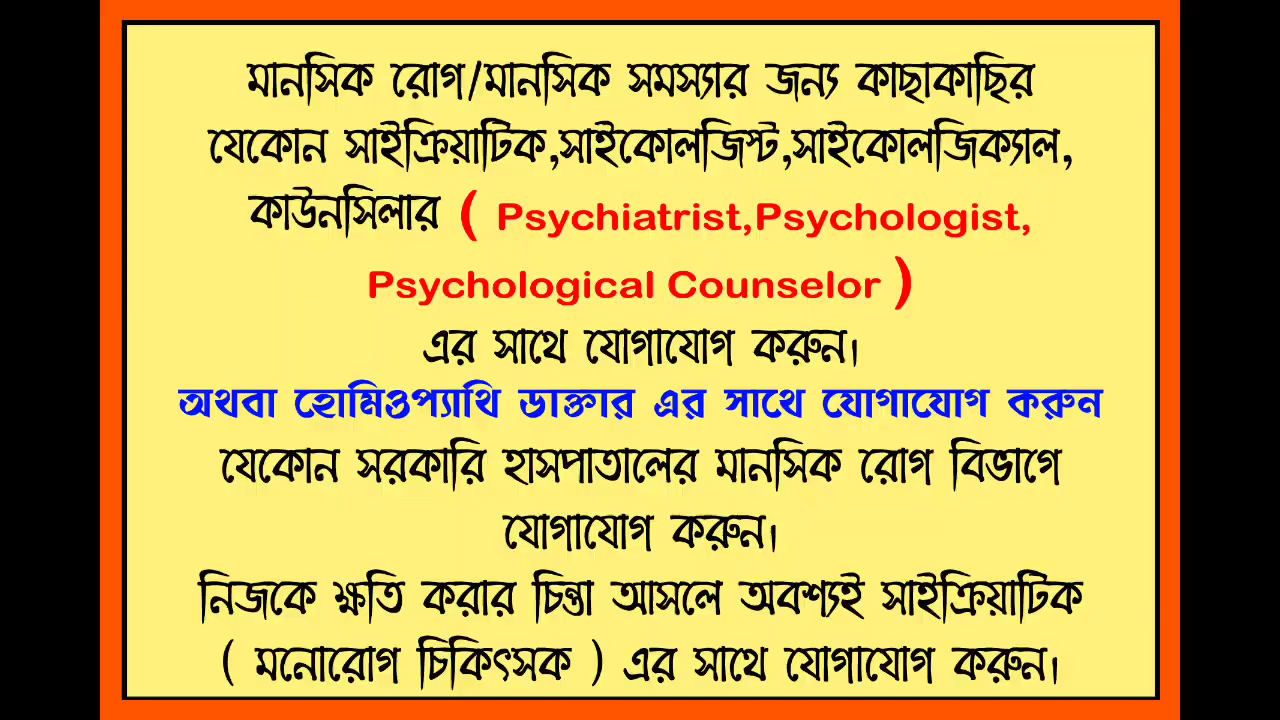 মানসিক রোগ/মানসিক সমস্যার জন্য কাছাকাছির
যেকোন সাইক্রিয়াটিক,সাইকোলজিস্ট,সাইকোলজিক্যাল,
কাউনসিলার ( Psychiatrist,Psychologist,
Psychological Counselor )
এর সাথে যোগাযোগ করুন।
অথবা হোমিওপ্যাথি ডাক্তার এর সাথে যোগাযোগ করুন
যেকোন সরকারি হাসপাতালের মানসিক রোগ বিভাগে
যোগাযোগ করুন।
নিজকে ক্ষতি করার চিন্তা আসলে অবশ্যই সাইক্রিয়াটিক
( মনোরোগ চিকিৎসক ) এর সাথে যোগাযোগ করুন।